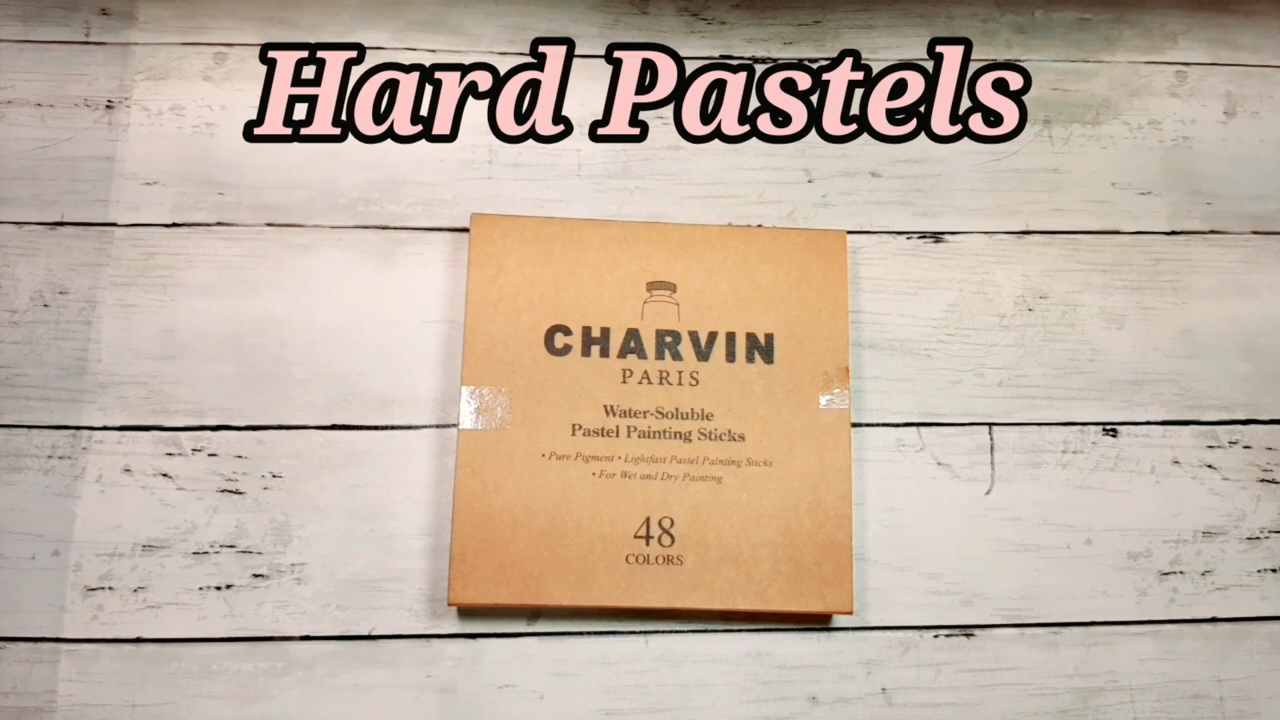 Hard Pastels
CHARVIN
PARIS
Water-Soluble
Pastel Painting Sticks
• Pure Pigment • Lightfast Pastel Painting Sticks
• For Wet and Dry Painting
48
COLORS